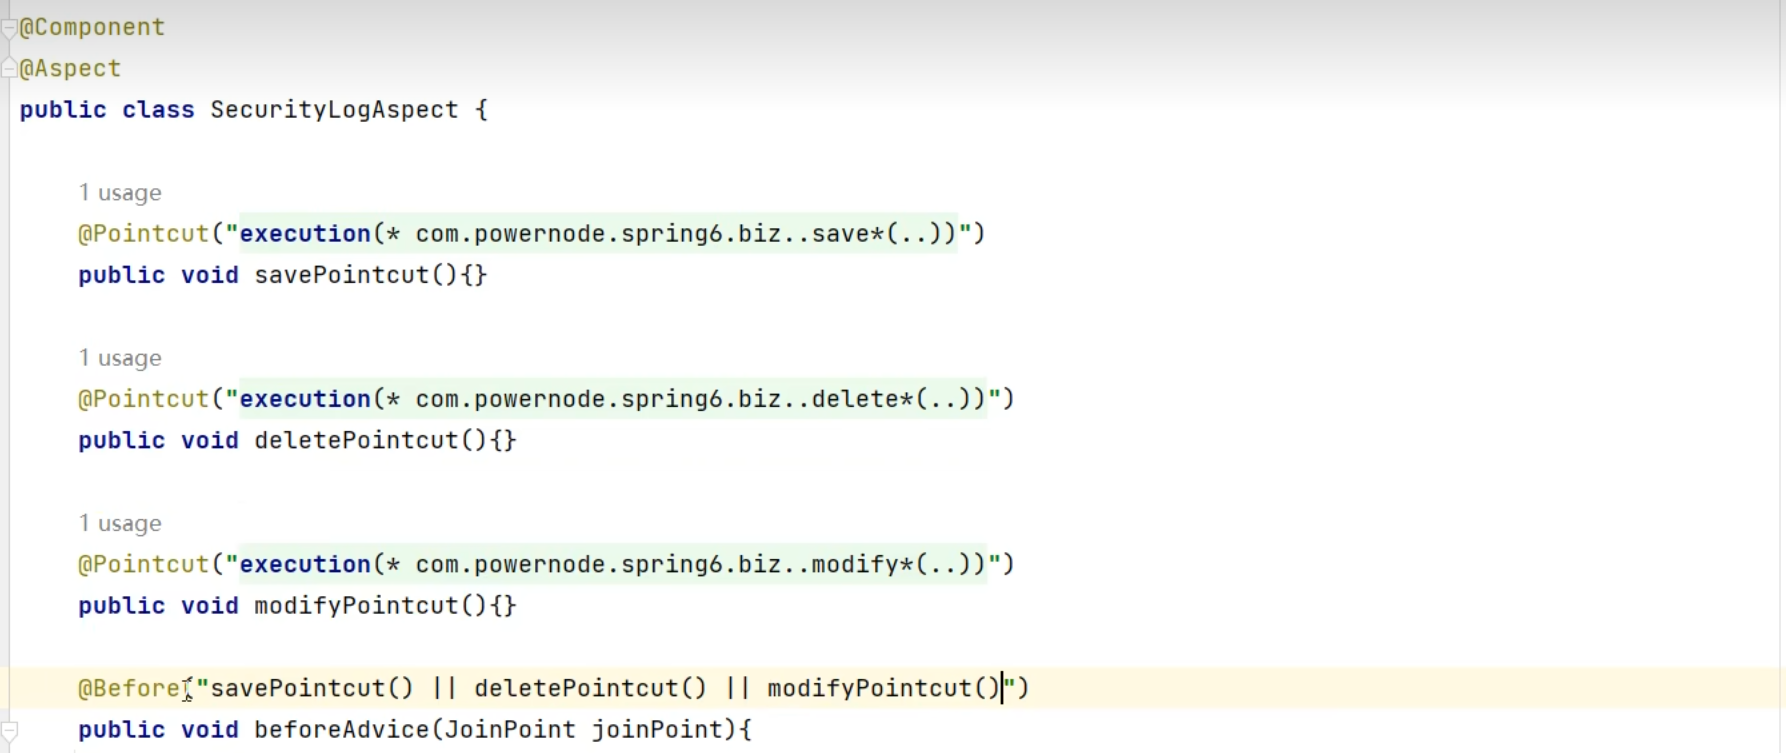 @Component
@Aspect
public class SecurityLogAspect {
1 usage
@Pointcut("execution(* com.powernode.spring6.biz..save*(..))")
public void savePointcut(){}
1 usage
@Pointcut("execution(* com.powernode.spring6.biz..delete*(..))")
public void deletePointcut(){}
1 usage
@Pointcut("execution(* com.powernode.spring6.biz..modify*(..))")
public void modifyPointcut(){}
@Before("savePointcut() || deletePointcut() || modifyPointcut()")
public void beforeAdvice(JoinPoint joinPoint){